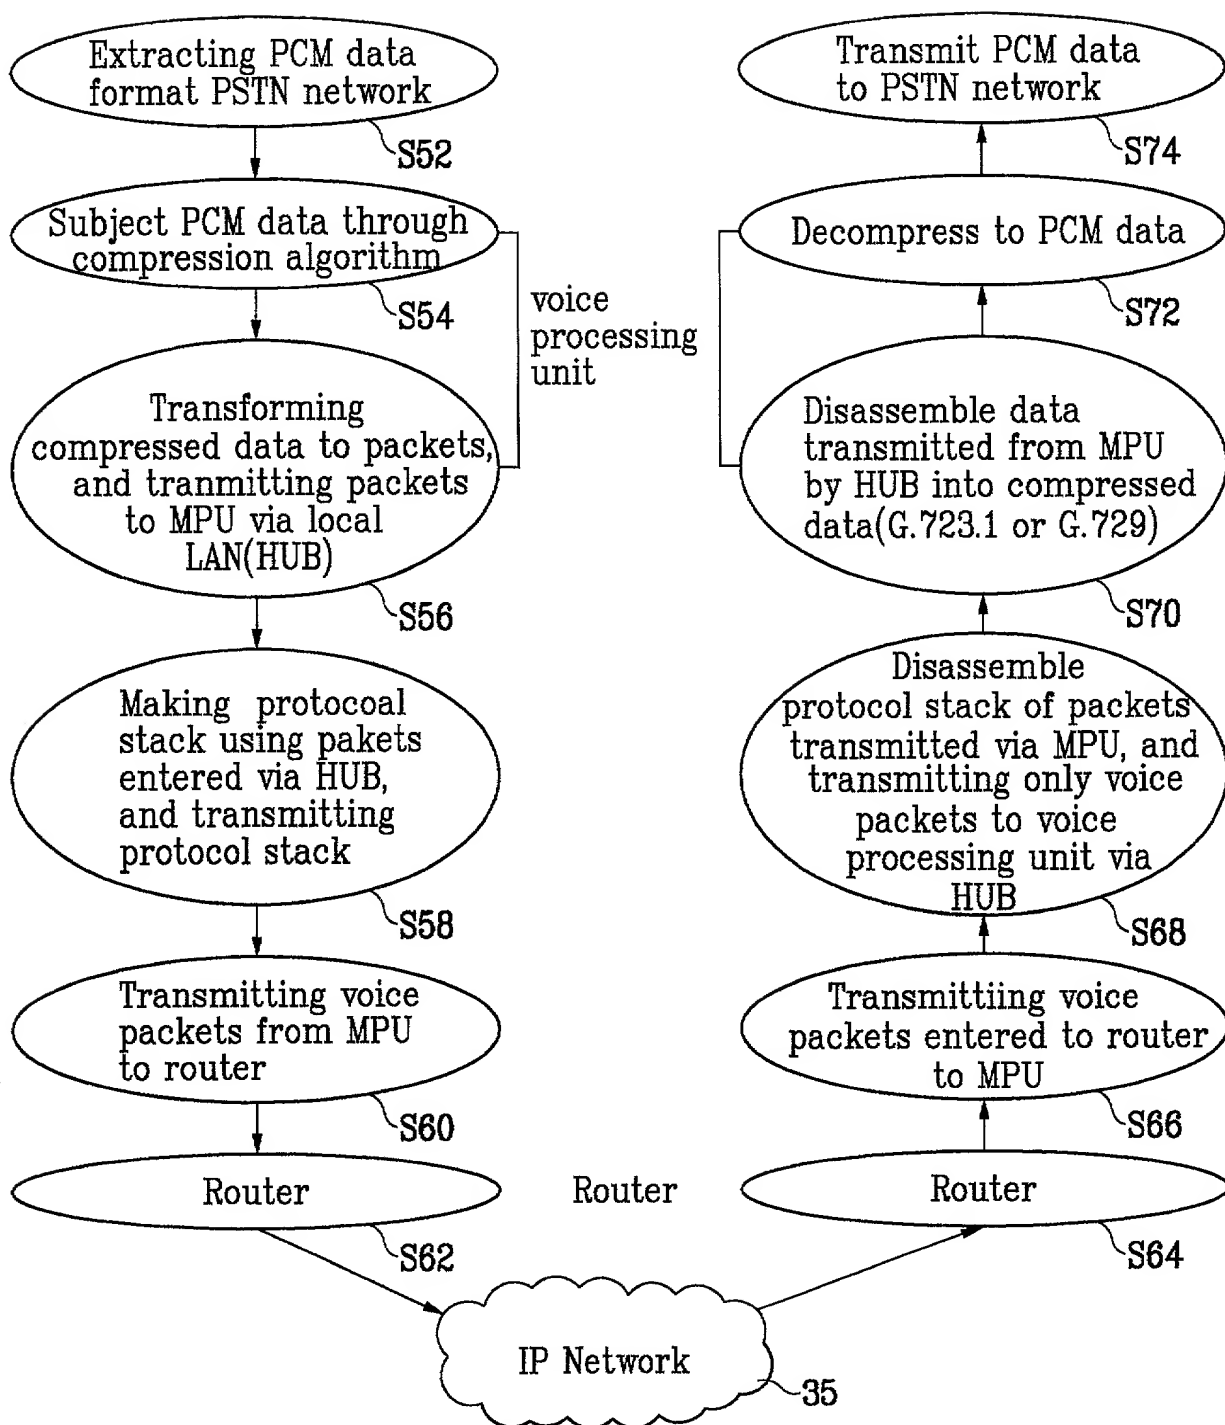 Extracting PCM data
format PSTN network
S52
Subject PCM data through
compression algorithm
S54
Transforming
compressed data to packets,
and tranmitting packets
to MPU via local
LAN(HUB)
S56
voice
processing
unit
Making protocoal
stack using pakets
entered via HUB,
and transmitting
protocol stack
S58
Transmitting voice
packets from MPU
to router
S60
Router
S62
Router
IP Network
35
Transmit PCM data
to PSTN network
S74
Decompress to PCM data
S72
Disassemble data
transmitted from MPU
by HUB into compressed
data(G.723.1 or G.729)
S70
Disassemble
protocol stack of packets
transmitted via MPU, and
transmitting only voice
packets to voice
processing unit via
HUB
S68
Transmittiing voice
packets entered to router
to MPU
S66
Router
S64